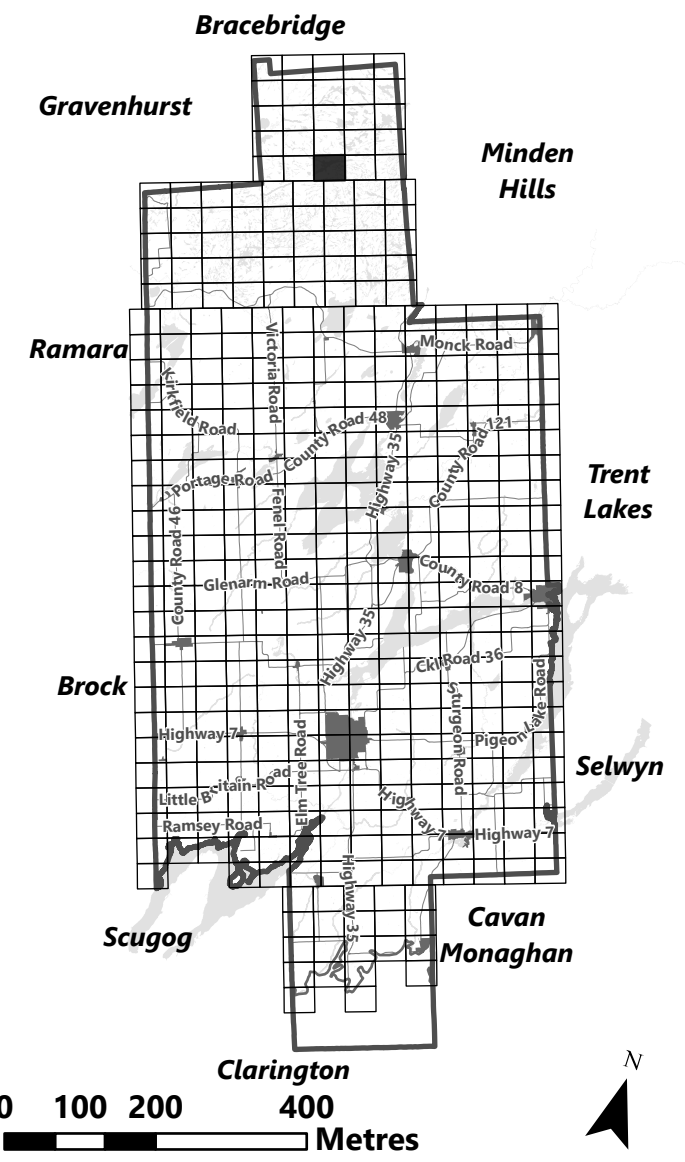 Bracebridge
Gravenhurst
Minden
Hills
Ramara
Victoria Road
Monck Road
Kirkfield Road
County Road 48
Highway 35
County Road 121
Portage Road
Trent
Lakes
County Road 46
Fenel Road
Glenarm Road
County Road 8
Highway 35
Ckl Road 36
Brock
Highway 7
Elm Tree Road
Sturgeon Road
Pigeon Lake Road
Selwyn
Little Britain Road
Ramsey Road
Highway 7
Highway 7
Highway 35
Scugog
Cavan
Monaghan
Clarington
N
0 100 200 400
Metres